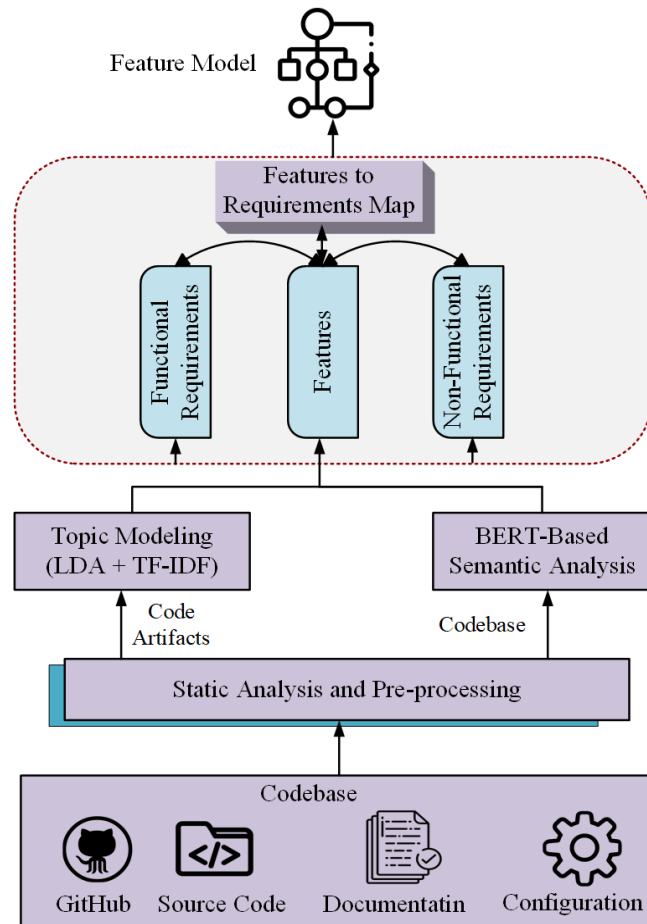 Feature Model
Features to
Requirements Map
Functional
Requirements
Features
Non-Functional
Requirements
Topic Modeling
(LDA + TF-IDF)
BERT-Based
Semantic Analysis
Code
Artifacts
Codebase
Static Analysis and Pre-processing
Codebase
</>
GitHub
Source Code
Documentatin
Configuration